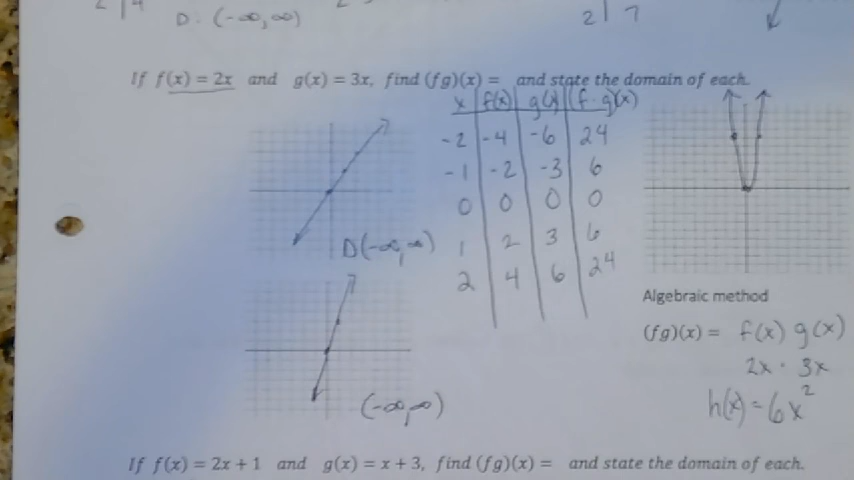 2 | 4
D: (-∞,∞)
2 | 7
If f(x) = 2x and g(x) = 3x, find (fg)(x) = and state the domain of each.
x f(x) g(x) (f·g)(x)
-2 -4 -6 24
-1 -2 -3 6
0 0 0 0
1 2 3 6
2 4 6 24
D(-∞,∞)
(-∞,∞)
Algebraic method
(fg)(x) = f(x) g(x)
2x · 3x
h(x) = 6x²
If f(x) = 2x + 1 and g(x) = x + 3, find (fg)(x) = and state the domain of each.